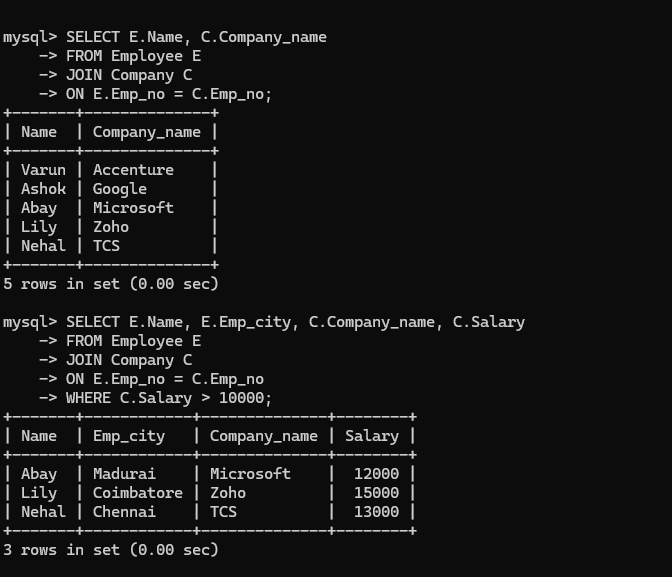 mysql> SELECT E.Name, C.Company_name
    -> FROM Employee E
    -> JOIN Company C
    -> ON E.Emp_no = C.Emp_no;
+-------+--------------+
| Name  | Company_name |
+-------+--------------+
| Varun | Accenture    |
| Ashok | Google       |
| Abay  | Microsoft    |
| Lily  | Zoho         |
| Nehal | TCS          |
+-------+--------------+
5 rows in set (0.00 sec)

mysql> SELECT E.Name, E.Emp_city, C.Company_name, C.Salary
    -> FROM Employee E
    -> JOIN Company C
    -> ON E.Emp_no = C.Emp_no
    -> WHERE C.Salary > 10000;
+-------+------------+--------------+--------+
| Name  | Emp_city   | Company_name | Salary |
+-------+------------+--------------+--------+
| Abay  | Madurai    | Microsoft    |  12000 |
| Lily  | Coimbatore | Zoho         |  15000 |
| Nehal | Chennai    | TCS          |  13000 |
+-------+------------+--------------+--------+
3 rows in set (0.00 sec)